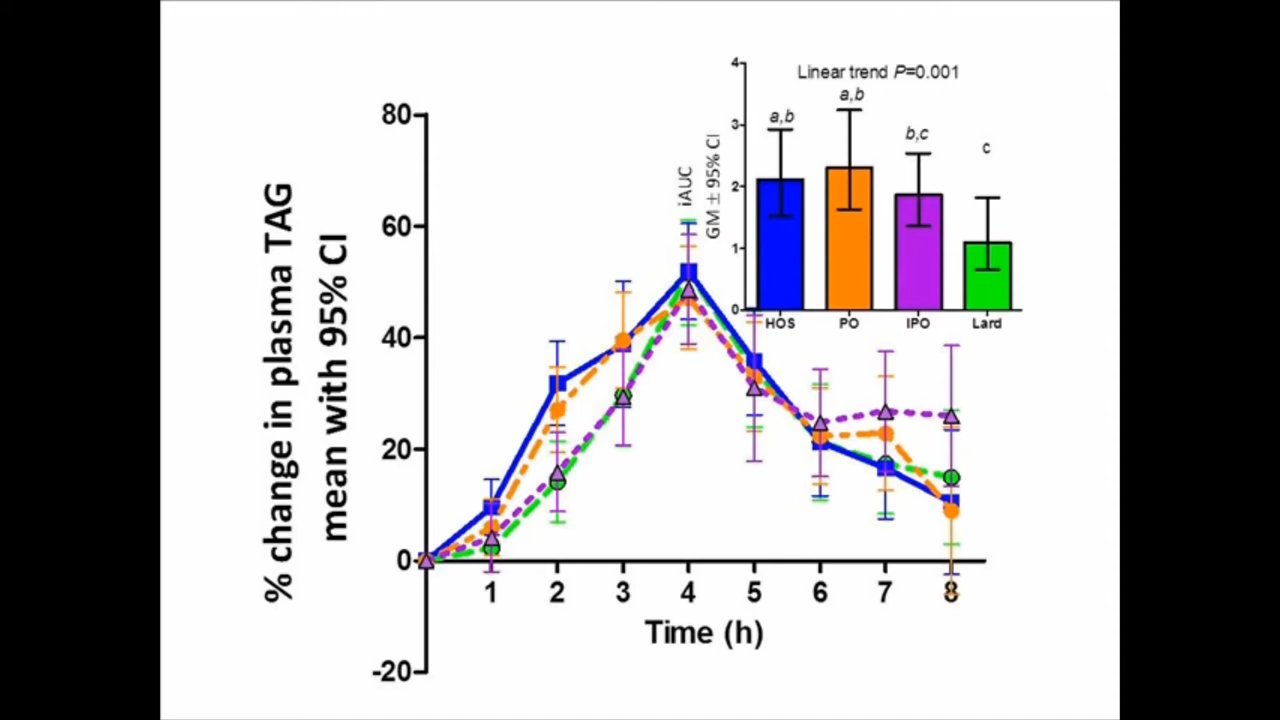 % change in plasma TAG
mean with 95% CI
80
60
40
20
0
-20
1 2 3 4 5 6 7 8
Time (h)
iAUC
GM ± 95% CI
4
3
2
1
0
Linear trend P=0.001
a,b
a,b
b,c
c
HOS PO IPO Lard